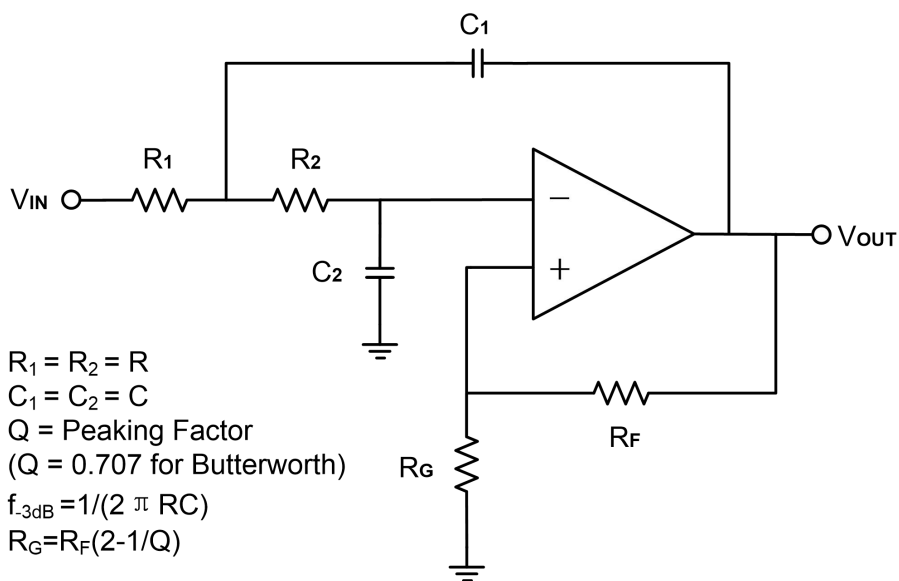 C1
R1
R2
VIN
−
+
VOUT
C2
R1 = R2 = R
C1 = C2 = C
Q = Peaking Factor
(Q = 0.707 for Butterworth)
f-3dB =1/(2 π RC)
RG=RF(2-1/Q)
RF
RG